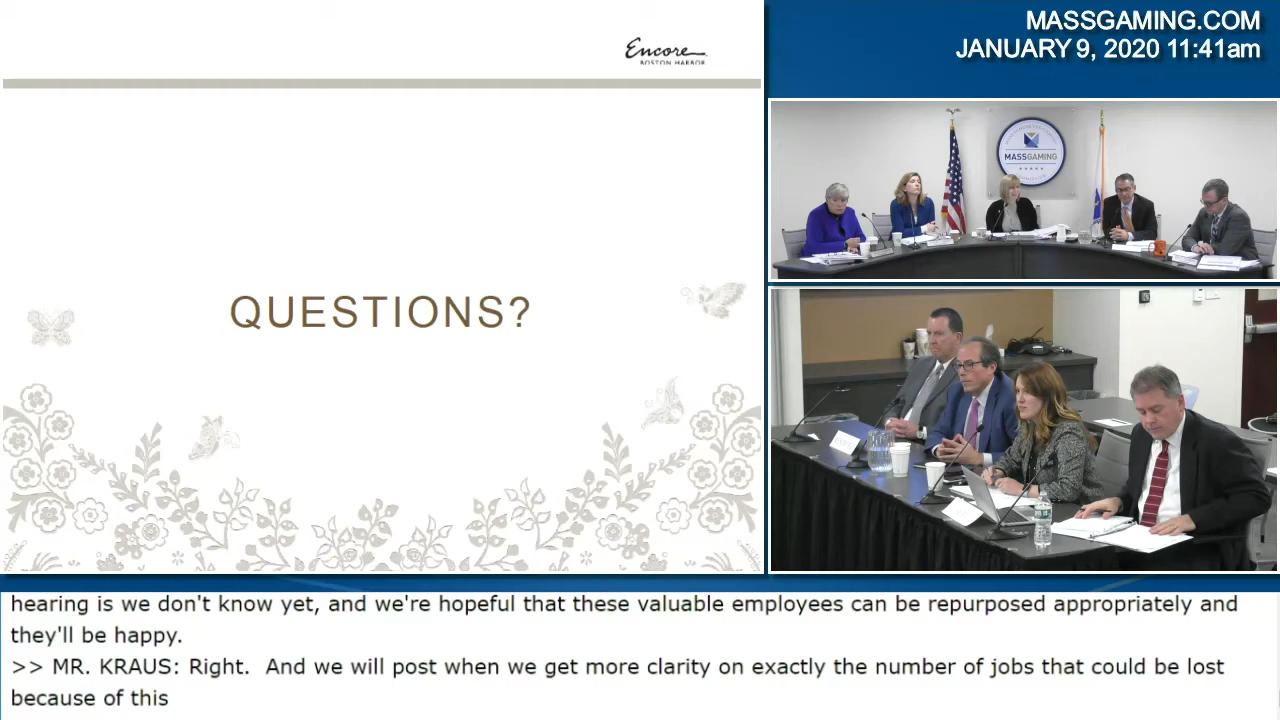 Encore
BOSTON HARBOR
QUESTIONS?
MASSGAMING.COM
JANUARY 9, 2020 11:41am
MASSGAMING
hearing is we don't know yet, and we're hopeful that these valuable employees can be repurposed appropriately and
they'll be happy.
>> MR. KRAUS: Right. And we will post when we get more clarity on exactly the number of jobs that could be lost
because of this